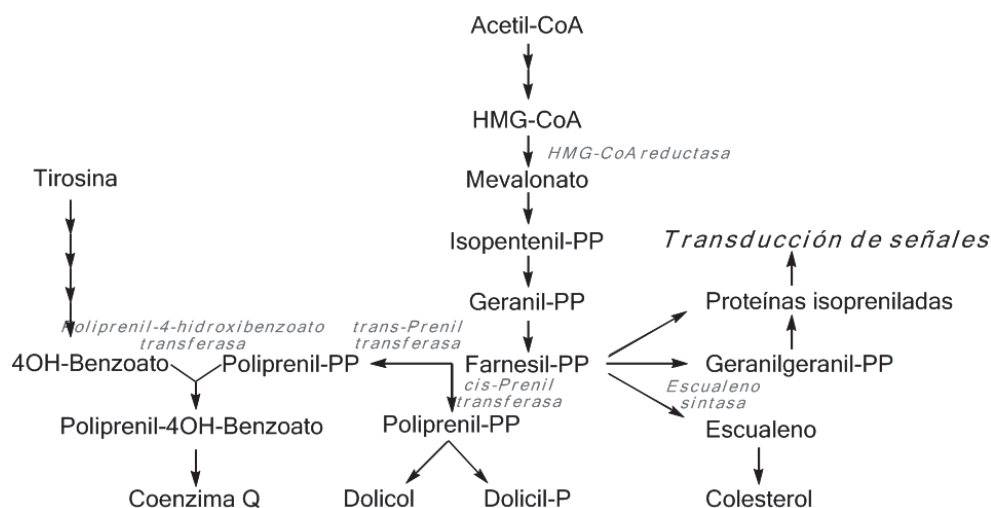 Acetil-CoA
HMG-CoA
HMG-CoA reductasa
Tirosina
Mevalonato
Isopentenil-PP
Transducción de señales
Geranil-PP
Proteínas isopreniladas
Poliprenil-4-hidroxibenzoato
transferasa
trans-Prenil
transferasa
4OH-Benzoato
Poliprenil-PP
Farnesil-PP
Geranilgeranil-PP
cis-Prenil
transferasa
Escualeno
sintasa
Poliprenil-4OH-Benzoato
Poliprenil-PP
Escualeno
Coenzima Q
Dolicol
Dolicil-P
Colesterol